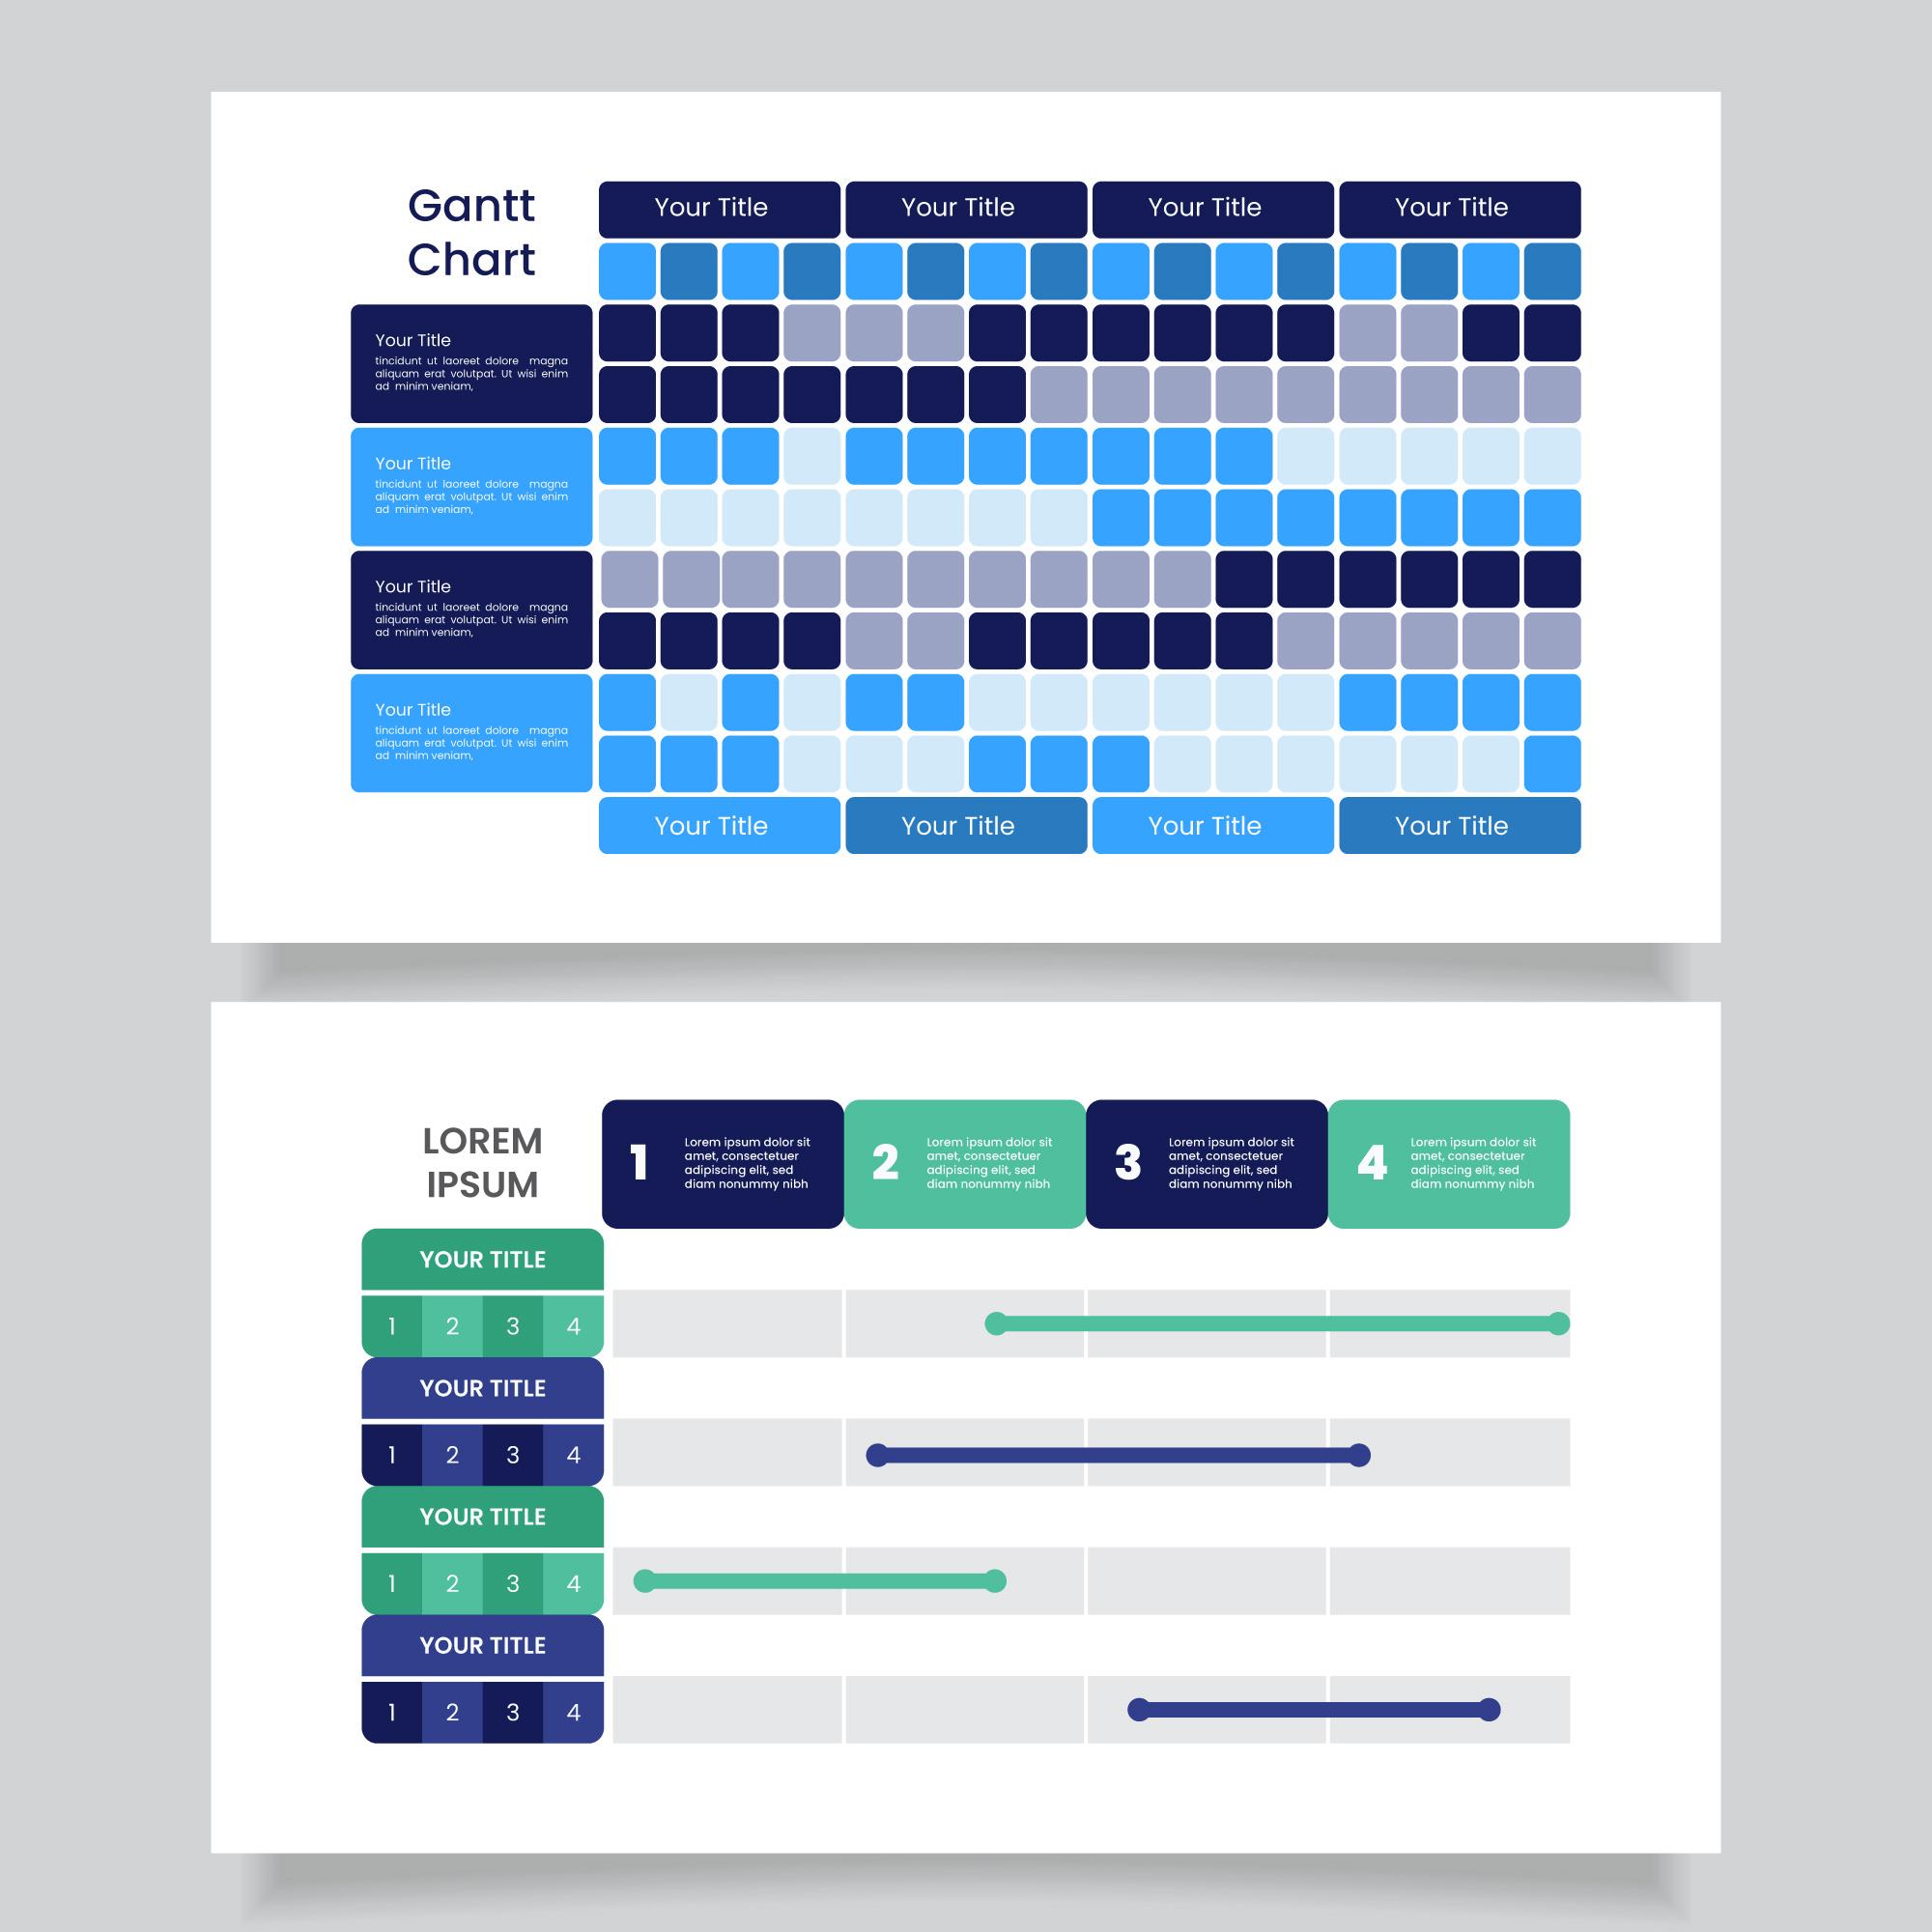 Gantt
Chart
Your Title
Your Title
Your Title
Your Title
Your Title
tincidunt ut laoreet dolore magna
aliquam erat volutpat. Ut wisi enim
ad minim veniam,
Your Title
tincidunt ut laoreet dolore magna
aliquam erat volutpat. Ut wisi enim
ad minim veniam,
Your Title
tincidunt ut laoreet dolore magna
aliquam erat volutpat. Ut wisi enim
ad minim veniam,
Your Title
tincidunt ut laoreet dolore magna
aliquam erat volutpat. Ut wisi enim
ad minim veniam,
Your Title
Your Title
Your Title
Your Title
LOREM
IPSUM
1
Lorem ipsum dolor sit
amet, consectetuer
adipiscing elit, sed
diam nonummy nibh
2
Lorem ipsum dolor sit
amet, consectetuer
adipiscing elit, sed
diam nonummy nibh
3
Lorem ipsum dolor sit
amet, consectetuer
adipiscing elit, sed
diam nonummy nibh
4
Lorem ipsum dolor sit
amet, consectetuer
adipiscing elit, sed
diam nonummy nibh
YOUR TITLE
1 2 3 4
YOUR TITLE
1 2 3 4
YOUR TITLE
1 2 3 4
YOUR TITLE
1 2 3 4